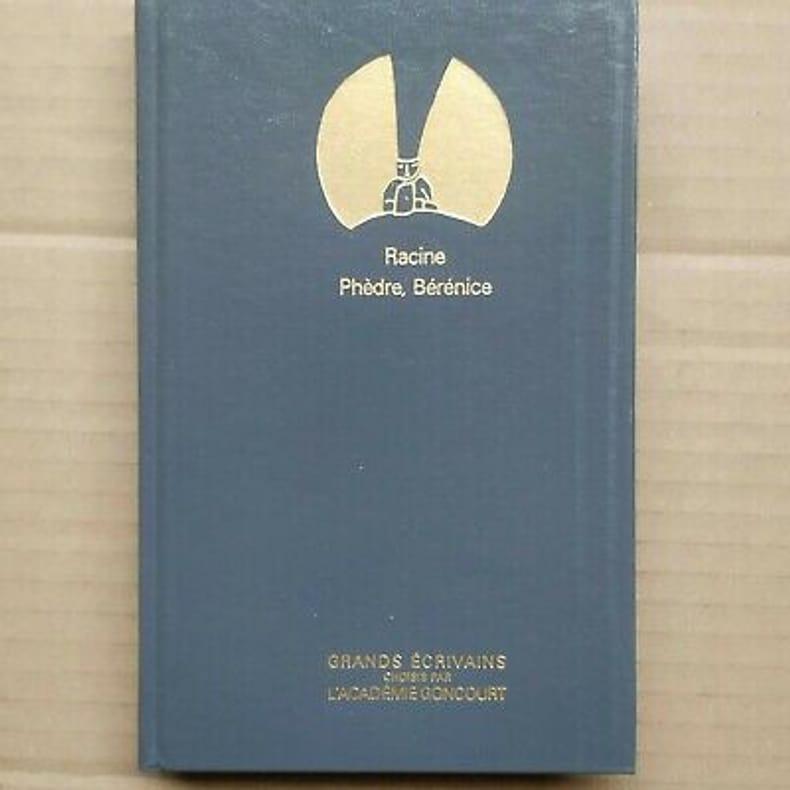 Racine
Phèdre, Bérénice
GRANDS ÉCRIVAINS
CHOISIS PAR
L'ACADÉMIE GONCOURT